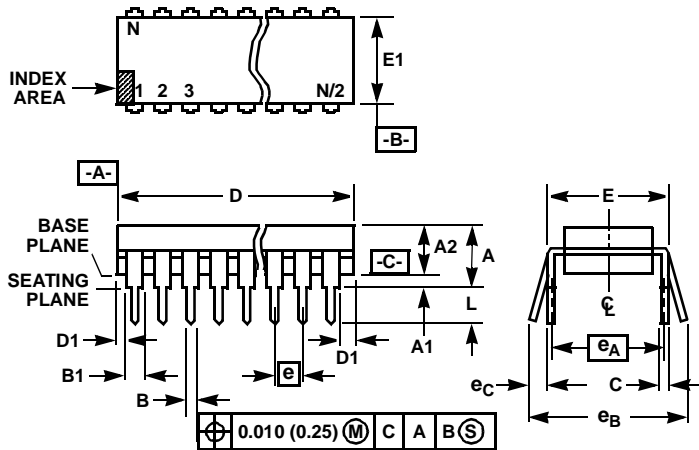 N
E1
INDEX
AREA
1 2 3 N/2
-B-
-A-
D
E
BASE
PLANE
A2
A
-C-
SEATING
PLANE
L
℄
D1
A1
D1
eA
B1
e
eC
C
B
eB
⌖ 0.010 (0.25) Ⓜ C A B Ⓢ